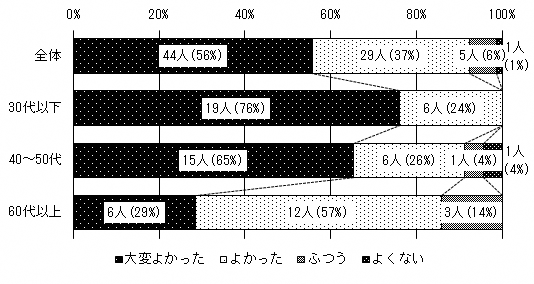 0% 20% 40% 60% 80% 100%
全体 44人(56%) 29人(37%) 5人(6%) 1人(1%)
30代以下 19人(76%) 6人(24%)
40～50代 15人(65%) 6人(26%) 1人(4%) 1人(4%)
60代以上 6人(29%) 12人(57%) 3人(14%)
大変よかった よかった ふつう よくない